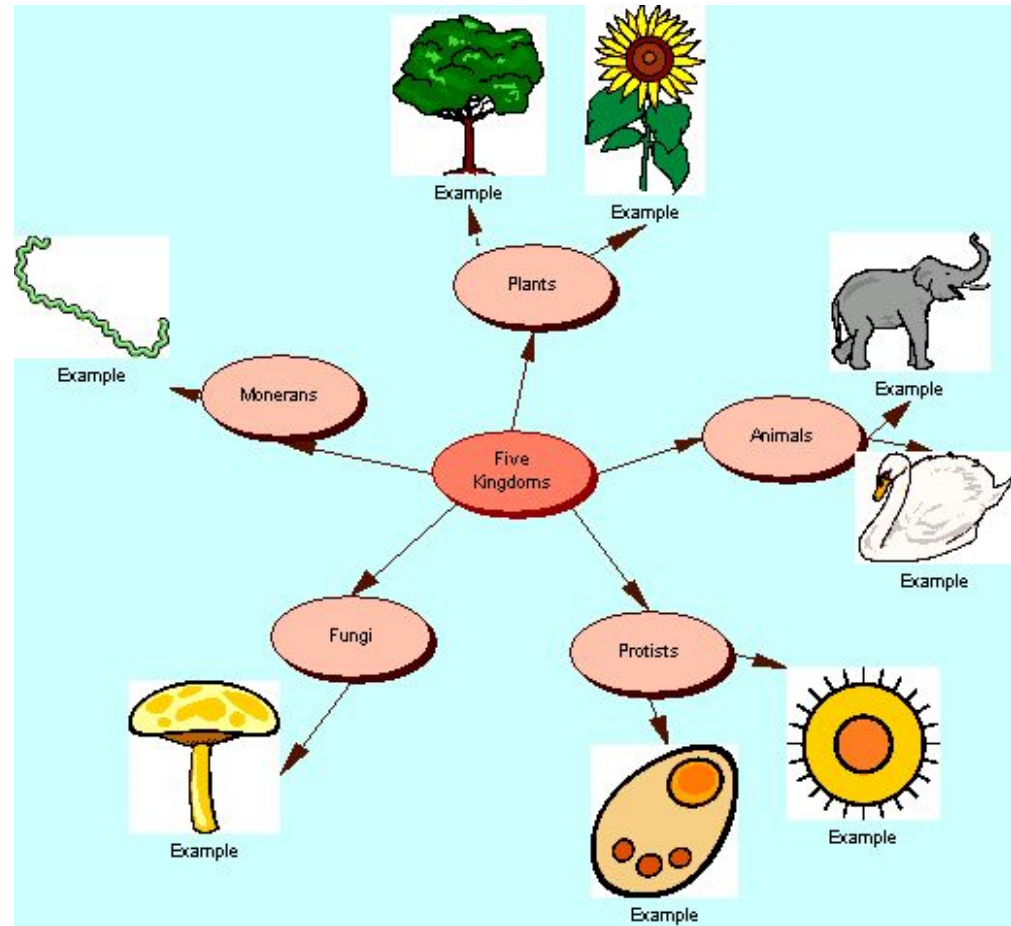 Example
Example
Plants
Example
Example
Monerans
Animals
Five
Kingdoms
Example
Fungi
Protists
Example
Example
Example